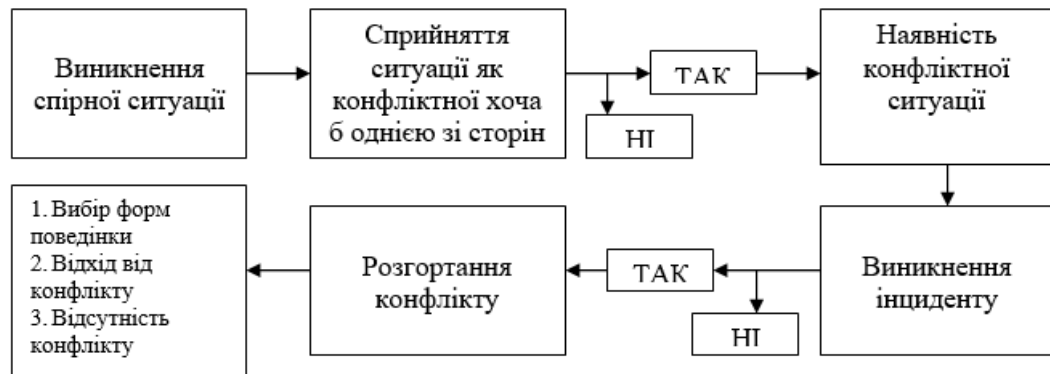 Виникнення
спірної ситуації
Сприйняття
ситуації як
конфліктної хоча
б однією зі сторін
ТАК
НІ
Наявність
конфліктної
ситуації
Виникнення
інциденту
ТАК
НІ
Розгортання
конфлікту
1. Вибір форм
поведінки
2. Відхід від
конфлікту
3. Відсутність
конфлікту